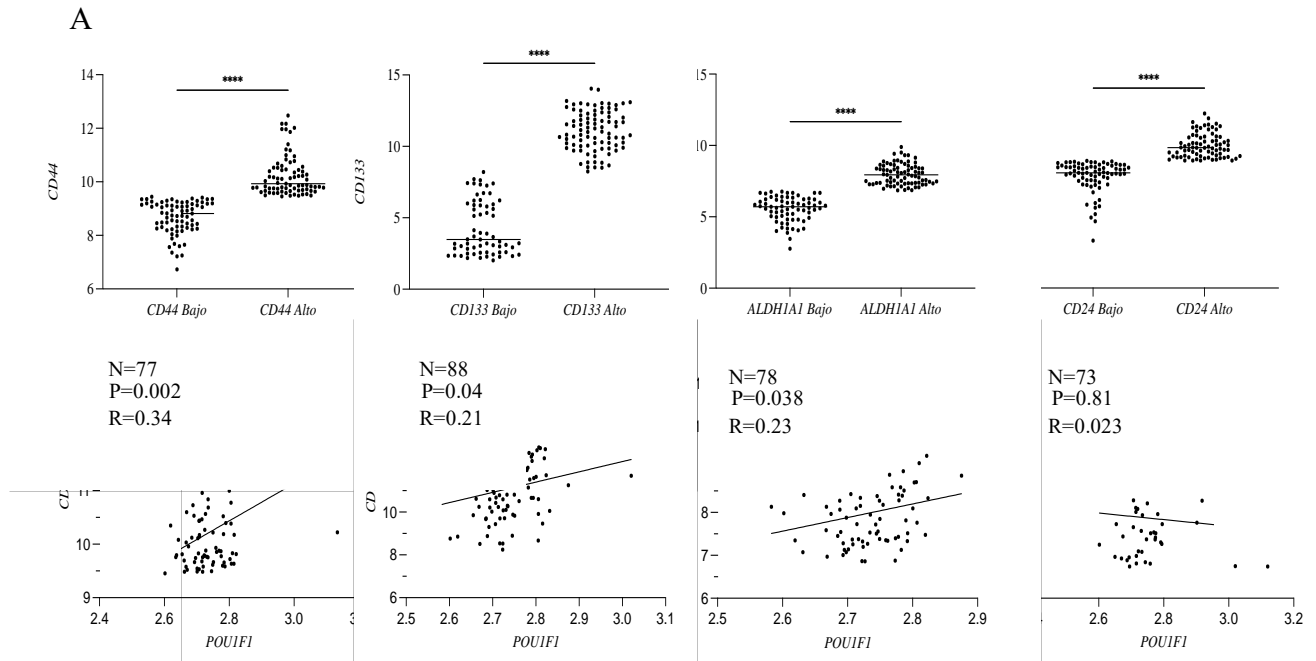 A
****
****
****
****
14
12
10
8
6
CD44
CD44 Bajo
CD44 Alto
15
10
5
0
CD133
CD133 Bajo
CD133 Alto
15
10
5
0
ALDH1A1 Bajo
ALDH1A1 Alto
CD24 Bajo
CD24 Alto
N=77
P=0.002
R=0.34
N=88
P=0.04
R=0.21
N=78
P=0.038
R=0.23
N=73
P=0.81
R=0.023
11
10
9
2.4
2.6
2.8
3.0
POU1F1
CD
10
8
6
2.5
2.6
2.7
2.8
2.9
3.0
3.1
POU1F1
8
7
6
2.5
2.6
2.7
2.8
2.9
POU1F1
2.6
2.8
3.0
3.2
POU1F1